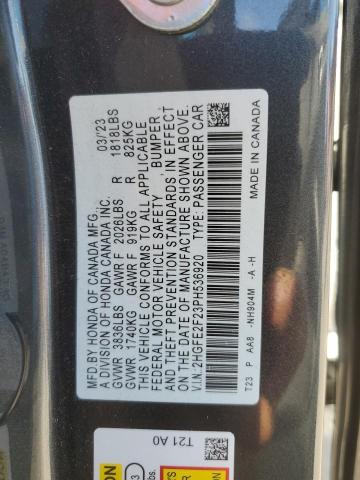 MFD.BY HONDA OF CANADA MFG. 03/'23
A DIVISION OF HONDA CANADA INC.
GVWR 3836LBS GAWR F 2026LBS R 1818LBS
GVWR 1740KG GAWR F 919KG R 825KG
THIS VEHICLE CONFORMS TO ALL APPLICABLE
FEDERAL MOTOR VEHICLE SAFETY , BUMPER ,
AND THEFT PREVENTION STANDARDS IN EFFECT
ON THE DATE OF MANUFACTURE SHOWN ABOVE.
V.I.N. 2HGFE2F23PH536920 TYPE: PASSENGER CAR
T23 P AA8 -NH904M -A -H MADE IN CANADA
T21 A0